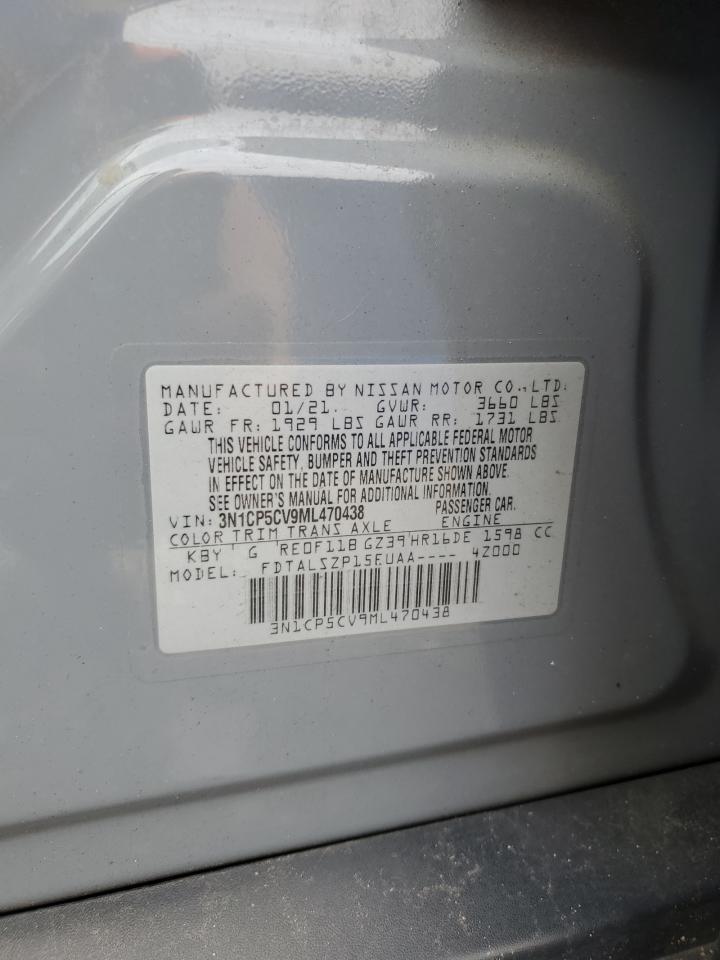 MANUFACTURED BY NISSAN MOTOR CO.,LTD.
DATE: 01/21 GVWR: 3660 LBS
GAWR FR: 1929 LBS GAWR RR: 1731 LBS
THIS VEHICLE CONFORMS TO ALL APPLICABLE FEDERAL MOTOR
VEHICLE SAFETY, BUMPER AND THEFT PREVENTION STANDARDS
IN EFFECT ON THE DATE OF MANUFACTURE SHOWN ABOVE.
SEE OWNER'S MANUAL FOR ADDITIONAL INFORMATION.
VIN: 3N1CP5CV9ML470438 PASSENGER CAR.
COLOR TRIM TRANS AXLE ENGINE
KBY G RE0F11B GZ39 HR16DE 1598 CC
MODEL: FDTALSZP15EUAA---- 4Z000
3N1CP5CV9ML470438